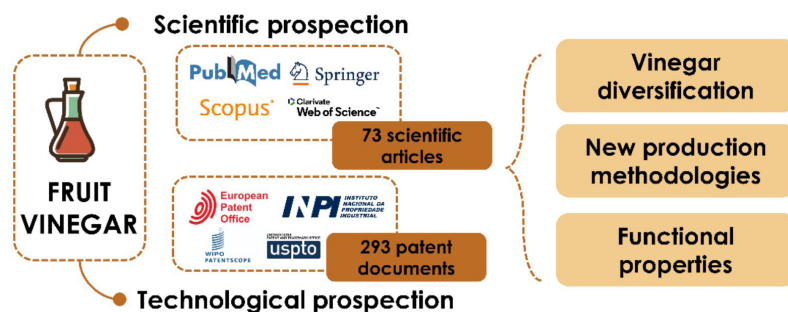 Scientific prospection
PubMed
Springer
Scopus
Clarivate
Web of Science™
73 scientific
articles
FRUIT
VINEGAR
European
Patent
Office
INPI
INSTITUTO
NACIONAL DA
PROPRIEDADE
INDUSTRIAL
WIPO
PATENTSCOPE
uspto
293 patent
documents
Technological prospection
Vinegar
diversification
New production
methodologies
Functional
properties